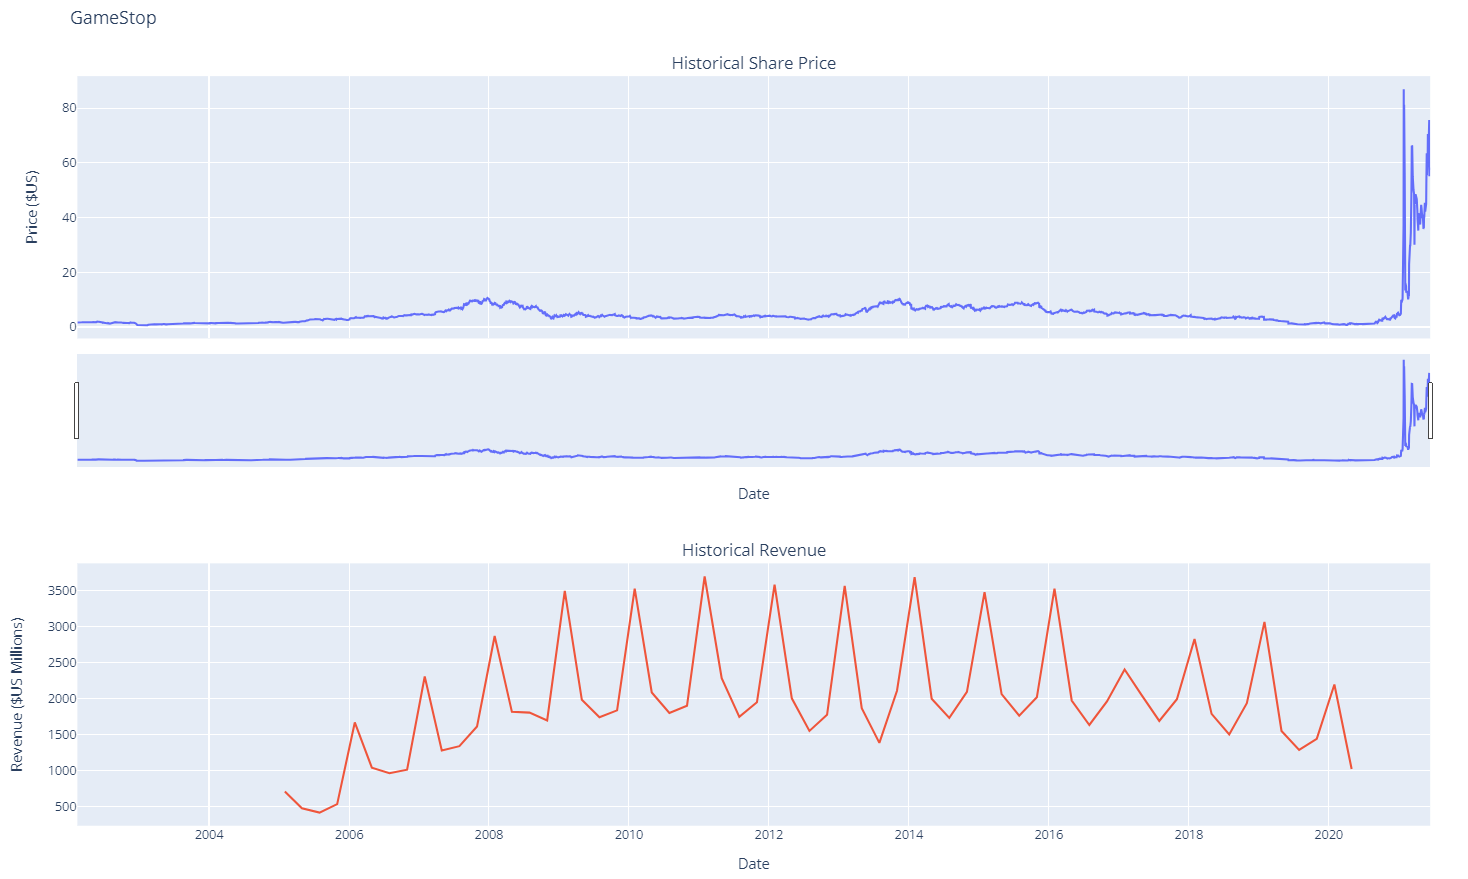 GameStop
Historical Share Price
Price ($US)
80
60
40
20
0
Date
Historical Revenue
Revenue ($US Millions)
3500
3000
2500
2000
1500
1000
500
2004 2006 2008 2010 2012 2014 2016 2018 2020
Date